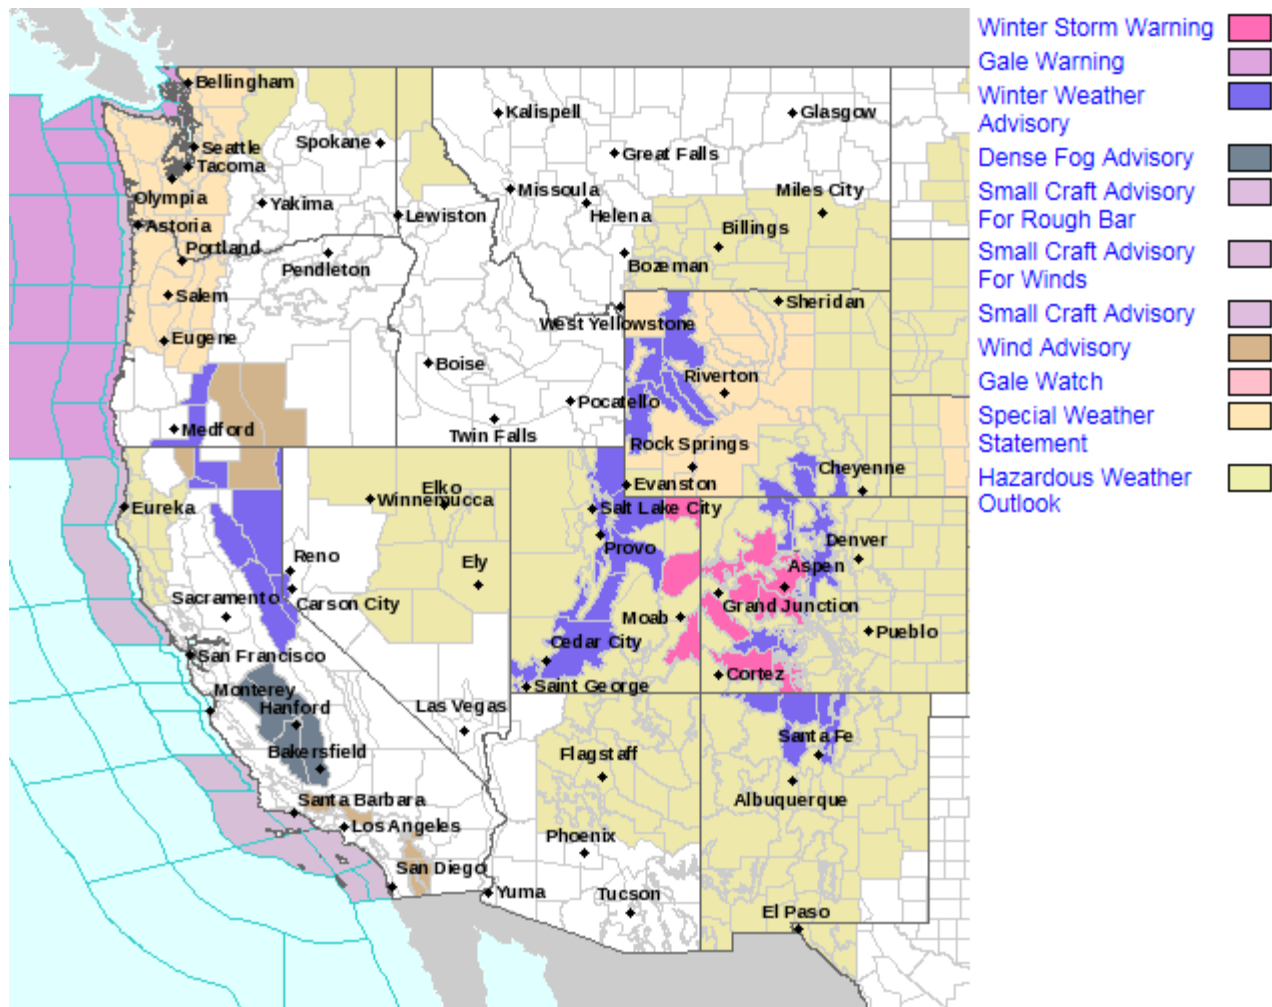 Winter Storm Warning
Gale Warning
Winter Weather
Advisory
Dense Fog Advisory
Small Craft Advisory
For Rough Bar
Small Craft Advisory
For Winds
Small Craft Advisory
Wind Advisory
Gale Watch
Special Weather
Statement
Hazardous Weather
Outlook
Bellingham
Kalispell
Glasgow
Spokane
Seattle
Great Falls
Tacoma
Missoula
Miles City
Olympia
Yakima
Lewiston
Helena
Astoria
Billings
Portland
Pendleton
Bozeman
Salem
Sheridan
West Yellowstone
Eugene
Boise
Riverton
Pocatello
Medford
Twin Falls
Rock Springs
Cheyenne
Evanston
Elko
Winnemucca
Eureka
Salt Lake City
Provo
Denver
Reno
Ely
Aspen
Sacramento
Carson City
Grand Junction
Moab
Pueblo
Cedar City
San Francisco
Cortez
Saint George
Monterey
Hanford
Las Vegas
Santa Fe
Bakersfield
Flagstaff
Albuquerque
Santa Barbara
Los Angeles
Phoenix
San Diego
Yuma
Tucson
El Paso